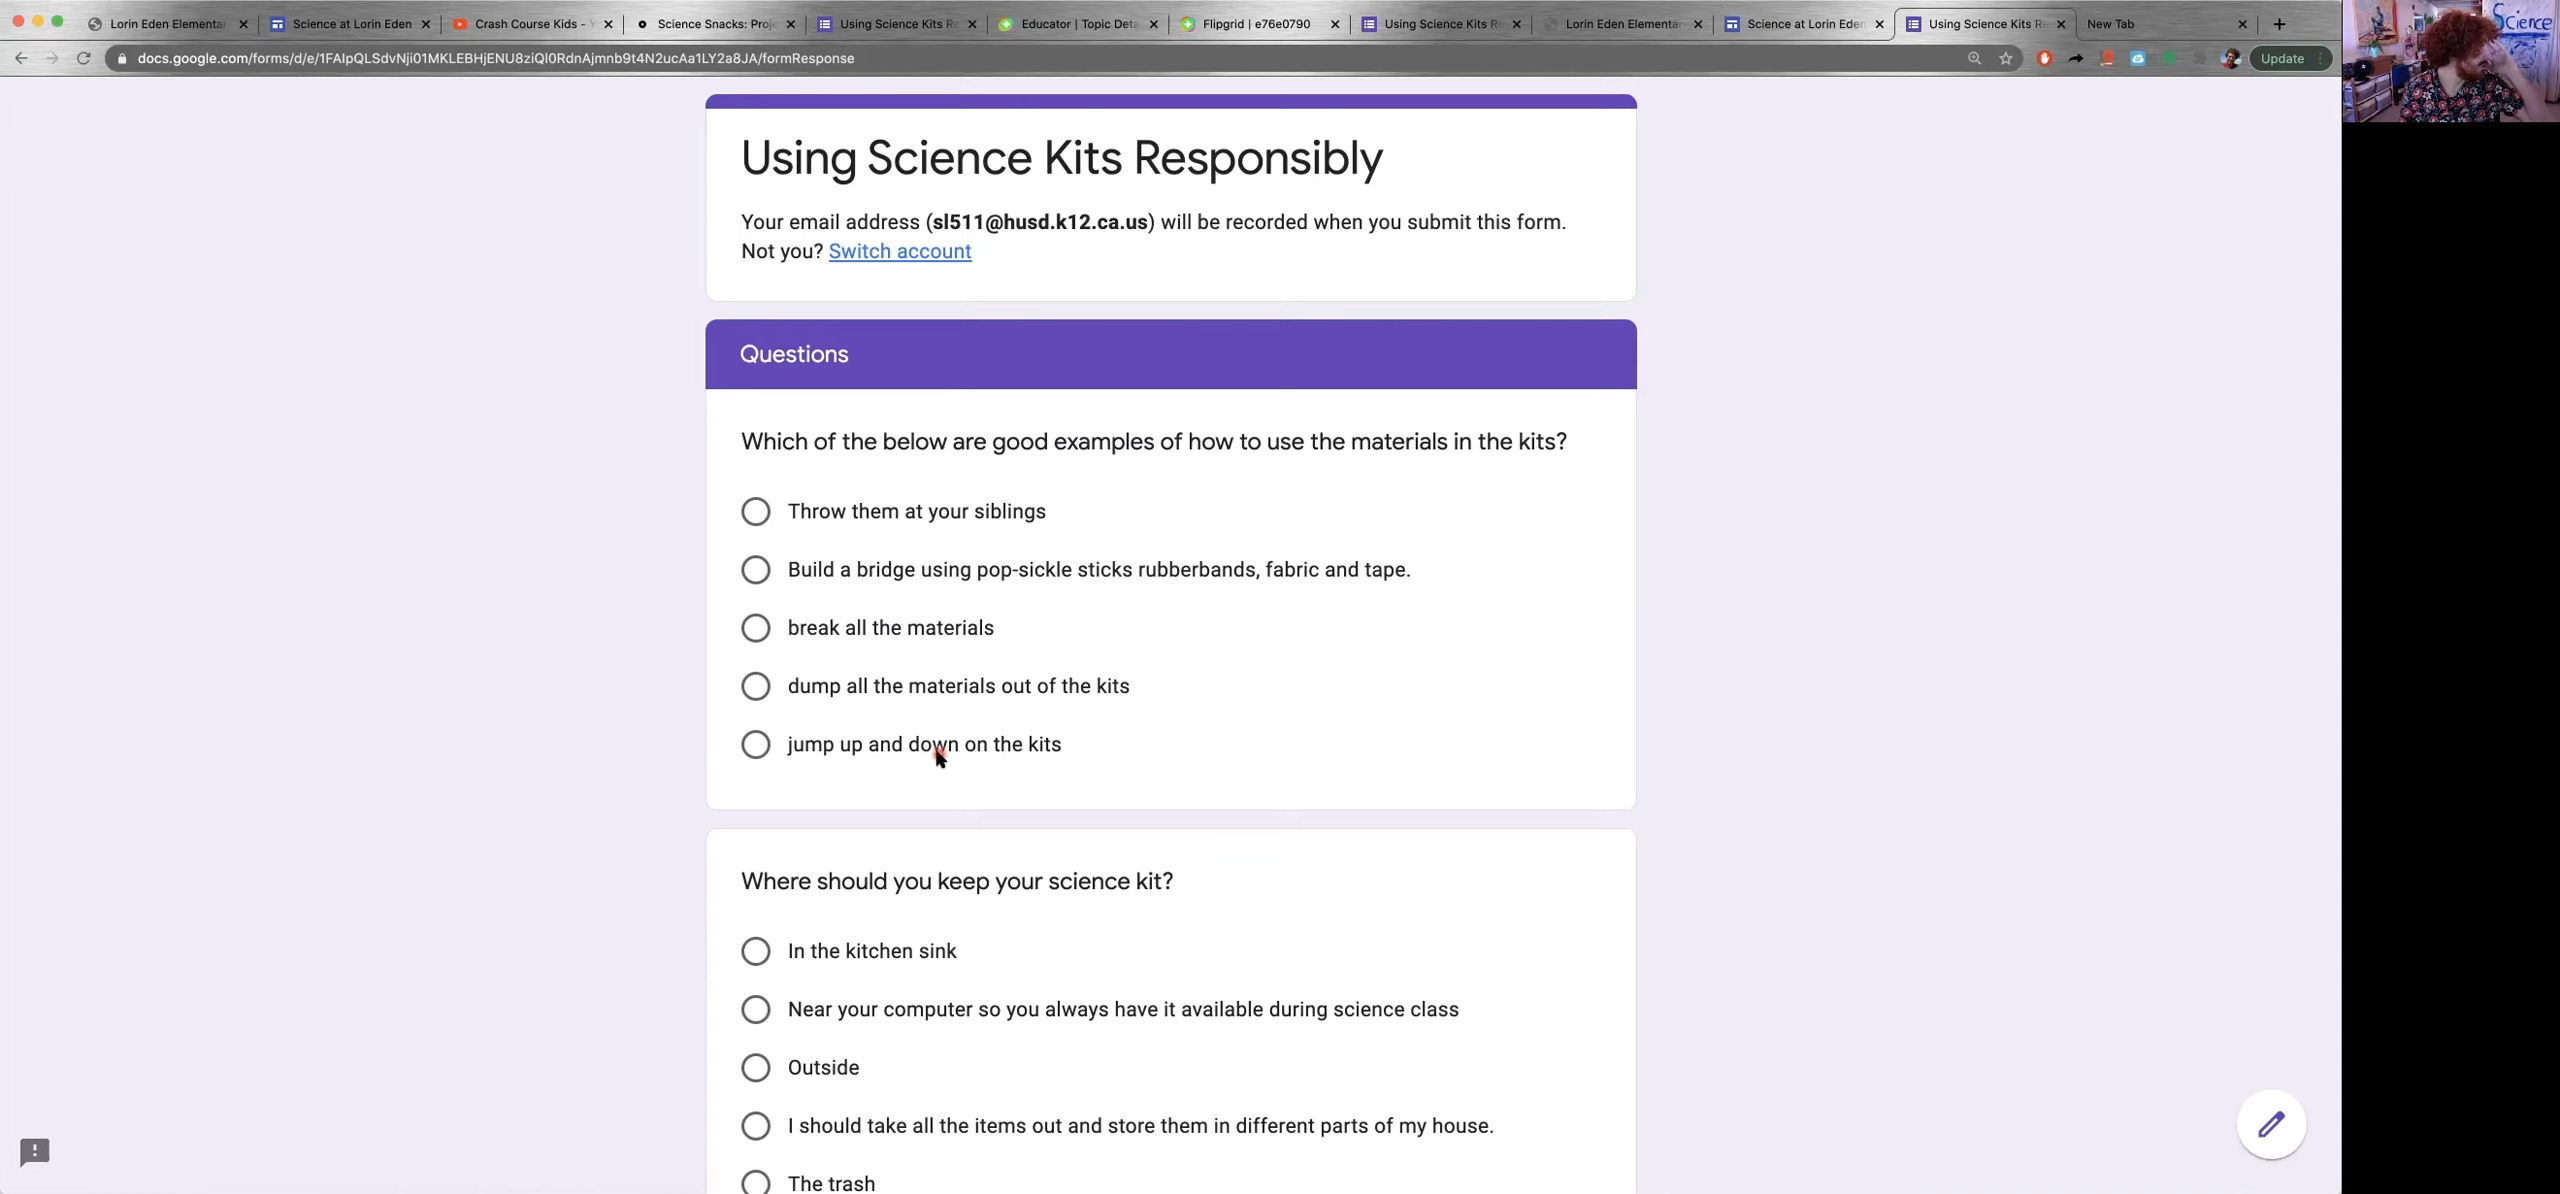 Lorin Eden Elementar
Science at Lorin Eden
Crash Course Kids -
Science Snacks: Proj
Using Science Kits Re
Educator | Topic Deta
Flipgrid | e76e0790
Using Science Kits R
Lorin Eden Elementar
Science at Lorin Eden
Using Science Kits R
New Tab
docs.google.com/forms/d/e/1FAIpQLSdvNji01MKLEBHjENU8ziQI0RdnAjmnb9t4N2ucAa1LY2a8JA/formResponse
Update
Science
Using Science Kits Responsibly
Your email address (sl511@husd.k12.ca.us) will be recorded when you submit this form.
Not you? Switch account
Questions
Which of the below are good examples of how to use the materials in the kits?
Throw them at your siblings
Build a bridge using pop-sickle sticks rubberbands, fabric and tape.
break all the materials
dump all the materials out of the kits
jump up and down on the kits
Where should you keep your science kit?
In the kitchen sink
Near your computer so you always have it available during science class
Outside
I should take all the items out and store them in different parts of my house.
The trash